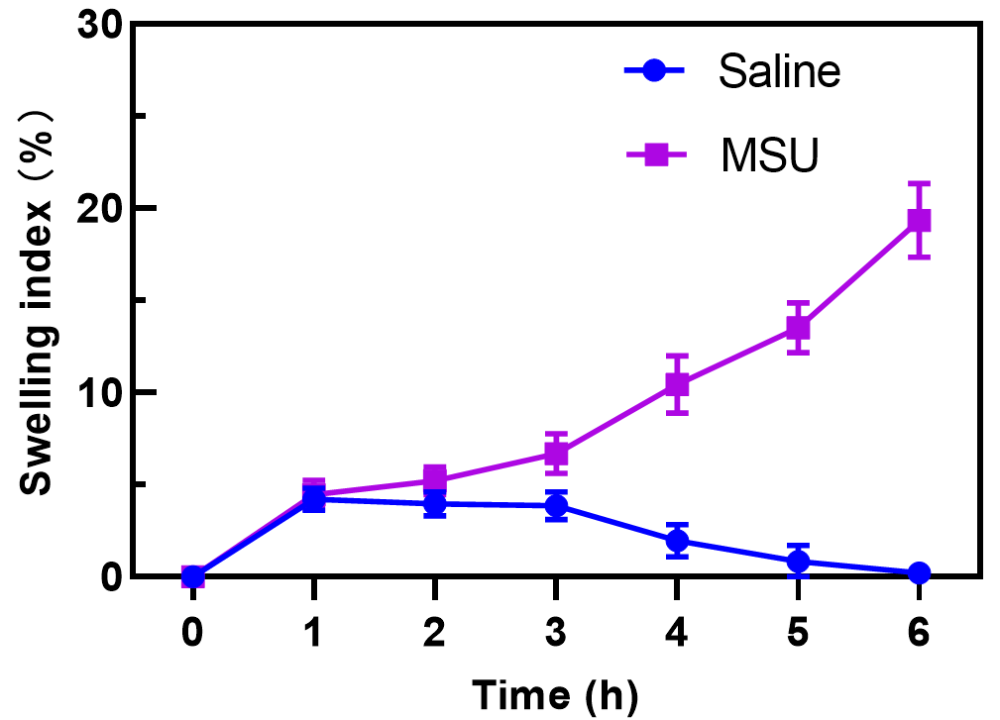 30
Saline
MSU
20
10
0
Swelling index（%）
0 1 2 3 4 5 6
Time (h)